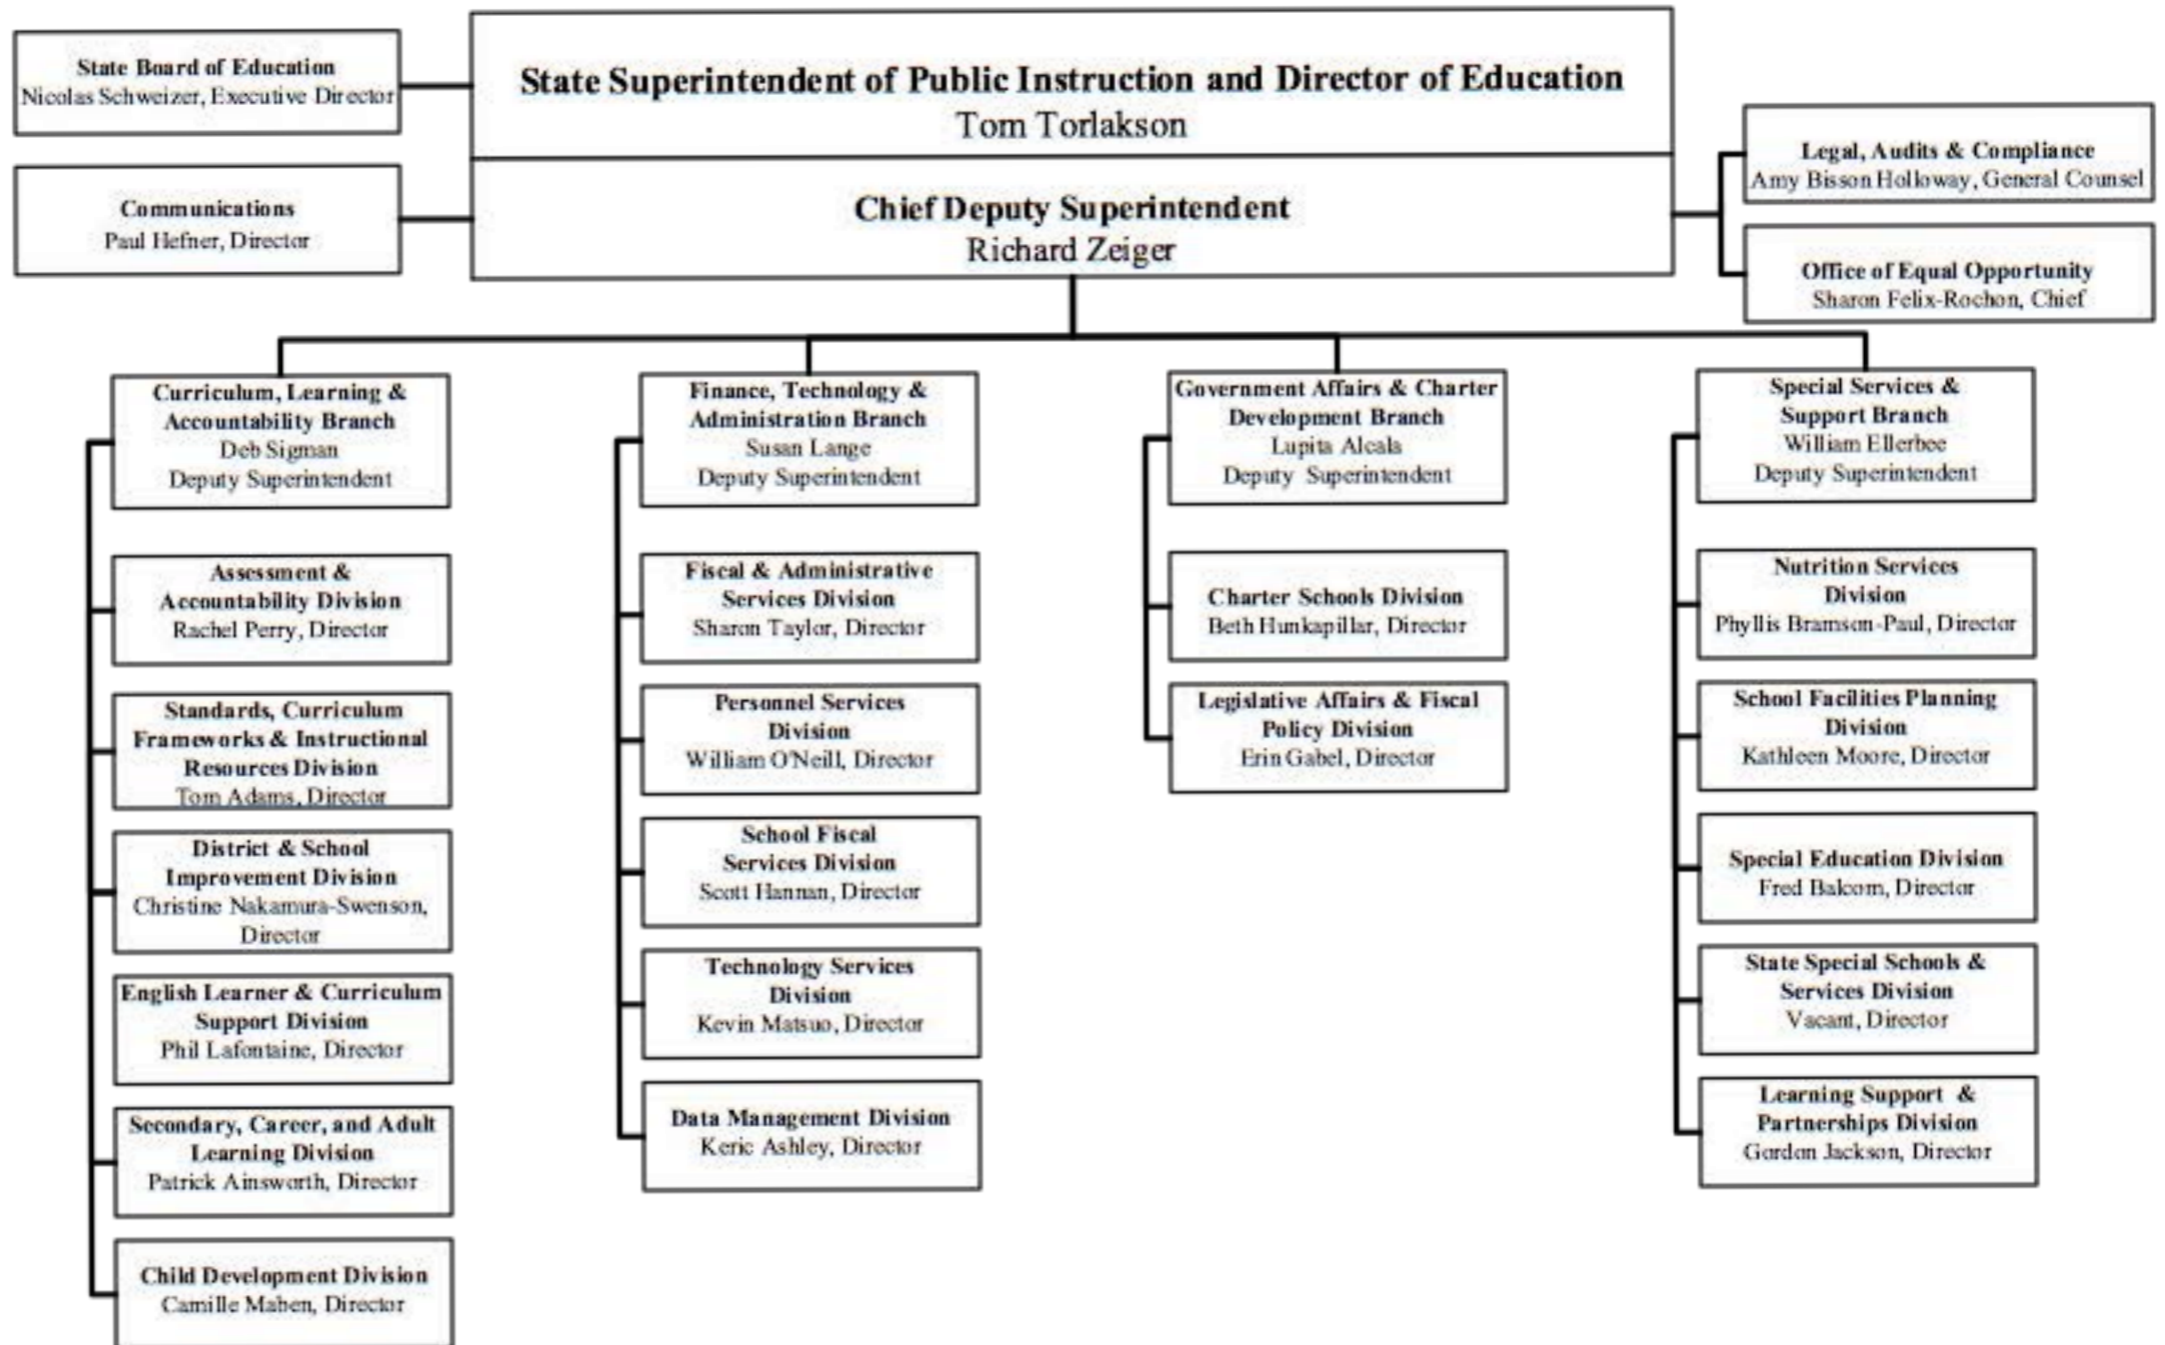 State Board of Education
Nicolas Schweizer, Executive Director
State Superintendent of Public Instruction and Director of Education
Tom Torlakson
Communications
Paul Hefner, Director
Chief Deputy Superintendent
Richard Zeiger
Legal, Audits & Compliance
Amy Bisson Holloway, General Counsel
Office of Equal Opportunity
Sharon Felix-Rochon, Chief
Curriculum, Learning &
Accountability Branch
Deb Sigman
Deputy Superintendent
Assessment &
Accountability Division
Rachel Perry, Director
Standards, Curriculum
Frameworks & Instructional
Resources Division
Tom Adams, Director
District & School
Improvement Division
Christine Nakamura-Swenson,
Director
English Learner & Curriculum
Support Division
Phil Lafontaine, Director
Secondary, Career, and Adult
Learning Division
Patrick Ainsworth, Director
Child Development Division
Camille Maben, Director
Finance, Technology &
Administration Branch
Susan Lange
Deputy Superintendent
Fiscal & Administrative
Services Division
Sharon Taylor, Director
Personnel Services
Division
William O'Neill, Director
School Fiscal
Services Division
Scott Hannan, Director
Technology Services
Division
Kevin Matsuo, Director
Data Management Division
Keric Ashley, Director
Government Affairs & Charter
Development Branch
Lupita Alcala
Deputy Superintendent
Charter Schools Division
Beth Hunkapillar, Director
Legislative Affairs & Fiscal
Policy Division
Erin Gabel, Director
Special Services &
Support Branch
William Ellerbee
Deputy Superintendent
Nutrition Services
Division
Phyllis Bramson-Paul, Director
School Facilities Planning
Division
Kathleen Moore, Director
Special Education Division
Fred Balcom, Director
State Special Schools &
Services Division
Vacant, Director
Learning Support &
Partnerships Division
Gordon Jackson, Director